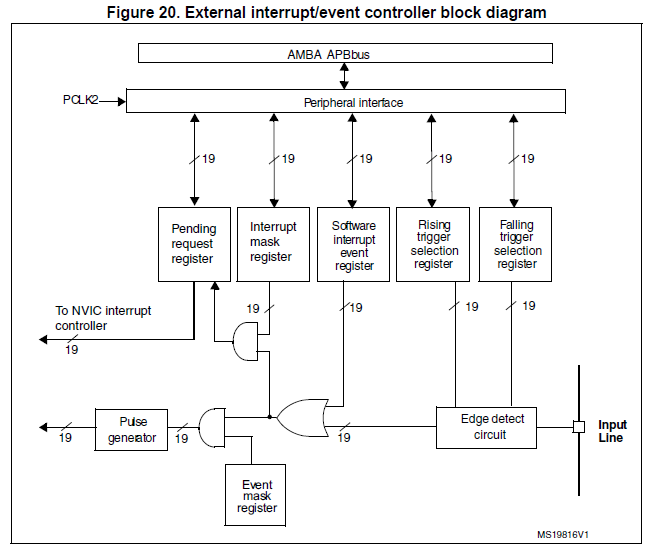 Figure 20. External interrupt/event controller block diagram
AMBA APBbus
PCLK2
Peripheral interface
19
19
19
19
19
Pending
request
register
Interrupt
mask
register
Software
interrupt
event
register
Rising
trigger
selection
register
Falling
trigger
selection
register
To NVIC interrupt
controller
19
19
19
19
19
Pulse
generator
19
19
19
Edge detect
circuit
Input
Line
Event
mask
register
MS19816V1